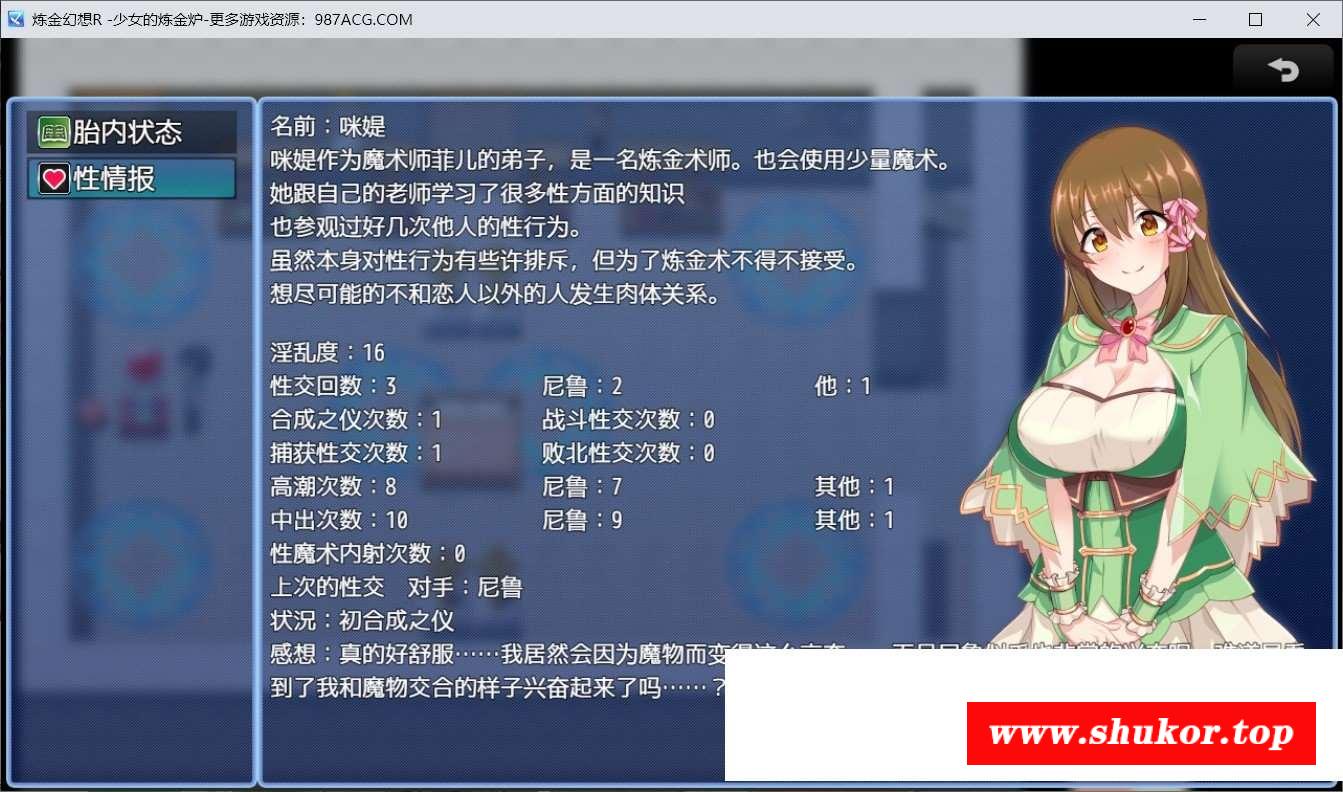 炼金幻想R -少女的炼金炉-更多游戏资源：987ACG.COM
胎内状态
性情报
名前：咪媞
咪媞作为魔术师菲儿的弟子，是一名炼金术师。也会使用少量魔术。
她跟自己的老师学习了很多性方面的知识
也参观过好几次他人的性行为。
虽然本身对性行为有些许排斥，但为了炼金术不得不接受。
想尽可能的不和恋人以外的人发生肉体关系。
淫乱度：16
性交回数：3 尼鲁：2 他：1
合成之仪次数：1 战斗性交次数：0
捕获性交次数：1 败北性交次数：0
高潮次数：8 尼鲁：7 其他：1
中出次数：10 尼鲁：9 其他：1
性魔术内射次数：0
上次的性交　对手：尼鲁
状况：初合成之仪
感想：真的好舒服……我居然会因为魔物而变得这么
到了我和魔物交合的样子兴奋起来了吗……？
www.shukor.top